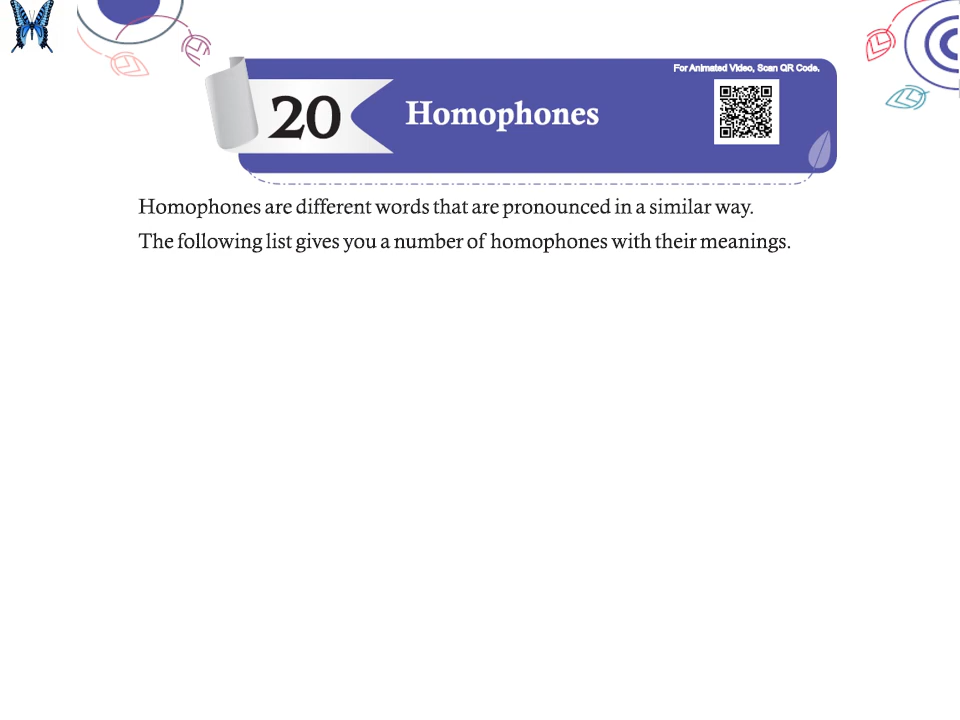 For Animated Video, Scan QR Code.
20
Homophones
Homophones are different words that are pronounced in a similar way.
The following list gives you a number of homophones with their meanings.